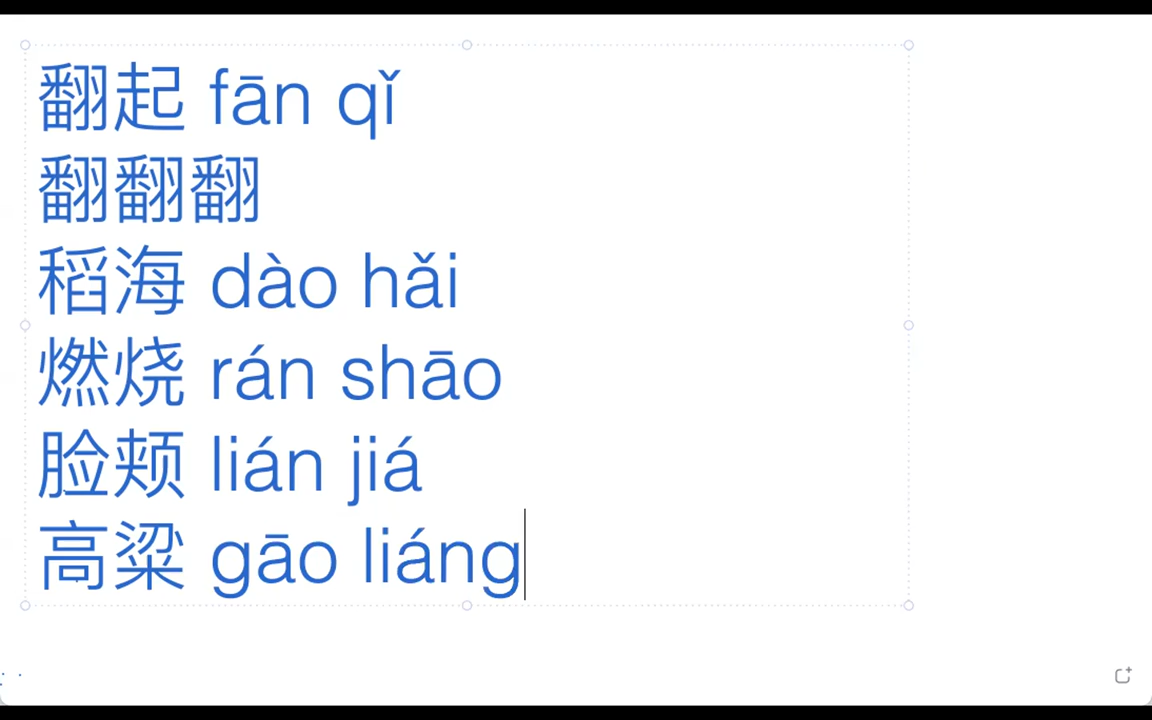 翻起 fān qǐ
翻翻翻
稻海 dào hǎi
燃烧 rán shāo
脸颊 lián jiá
高粱 gāo liáng